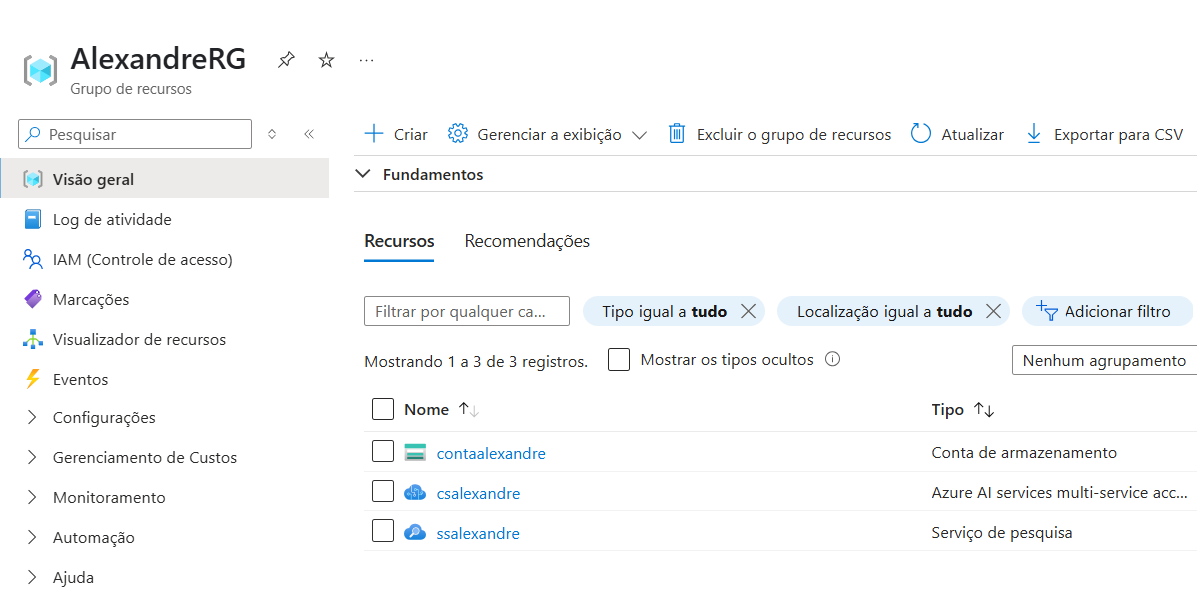 AlexandreRG
Grupo de recursos
Pesquisar
Criar Gerenciar a exibição Excluir o grupo de recursos Atualizar Exportar para CSV
Visão geral
Log de atividade
IAM (Controle de acesso)
Marcações
Visualizador de recursos
Eventos
Configurações
Gerenciamento de Custos
Monitoramento
Automação
Ajuda
Fundamentos
Recursos Recomendações
Filtrar por qualquer ca... Tipo igual a tudo Localização igual a tudo Adicionar filtro
Mostrando 1 a 3 de 3 registros. Mostrar os tipos ocultos Nenhum agrupamento
Nome Tipo
contaalexandre Conta de armazenamento
csalexandre Azure AI services multi-service acc...
ssalexandre Serviço de pesquisa